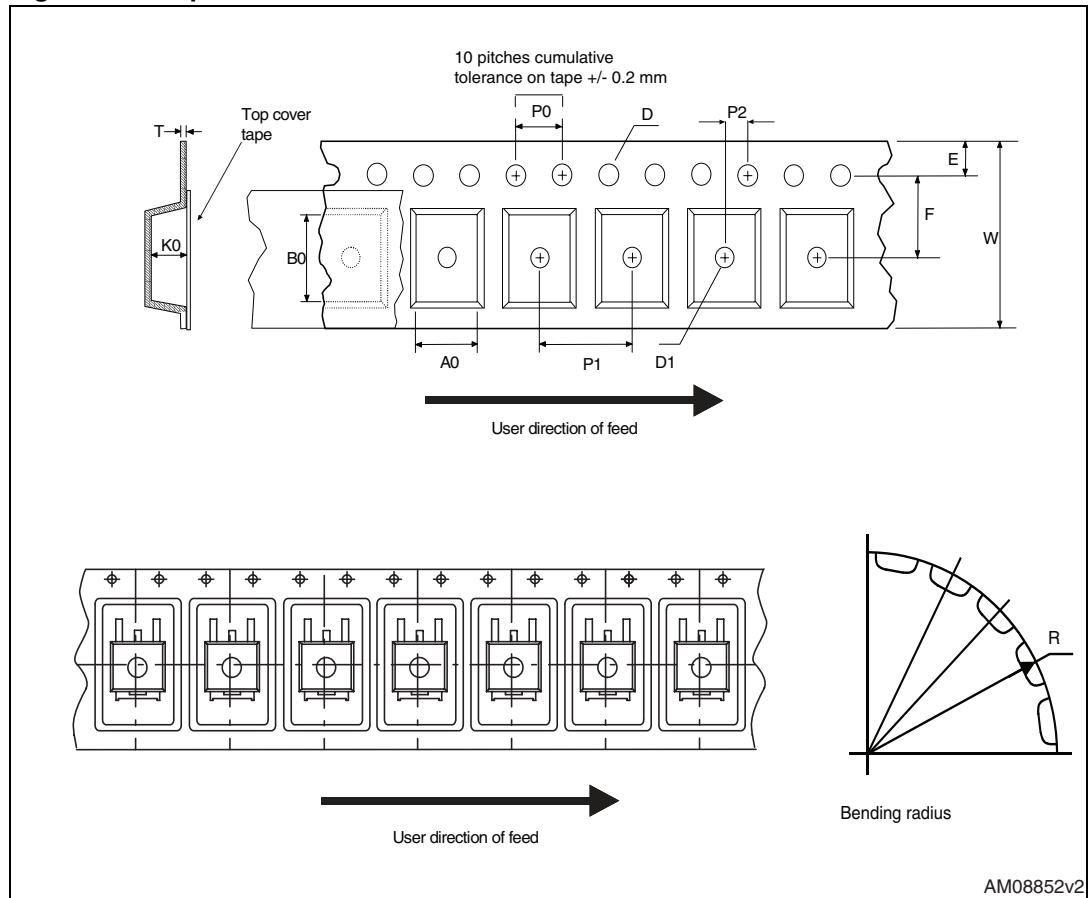 10 pitches cumulative
tolerance on tape +/- 0.2 mm
Top cover
tape
T
P0
D
P2
E
F
W
K0
B0
A0
P1
D1
User direction of feed
R
Bending radius
User direction of feed
AM08852v2